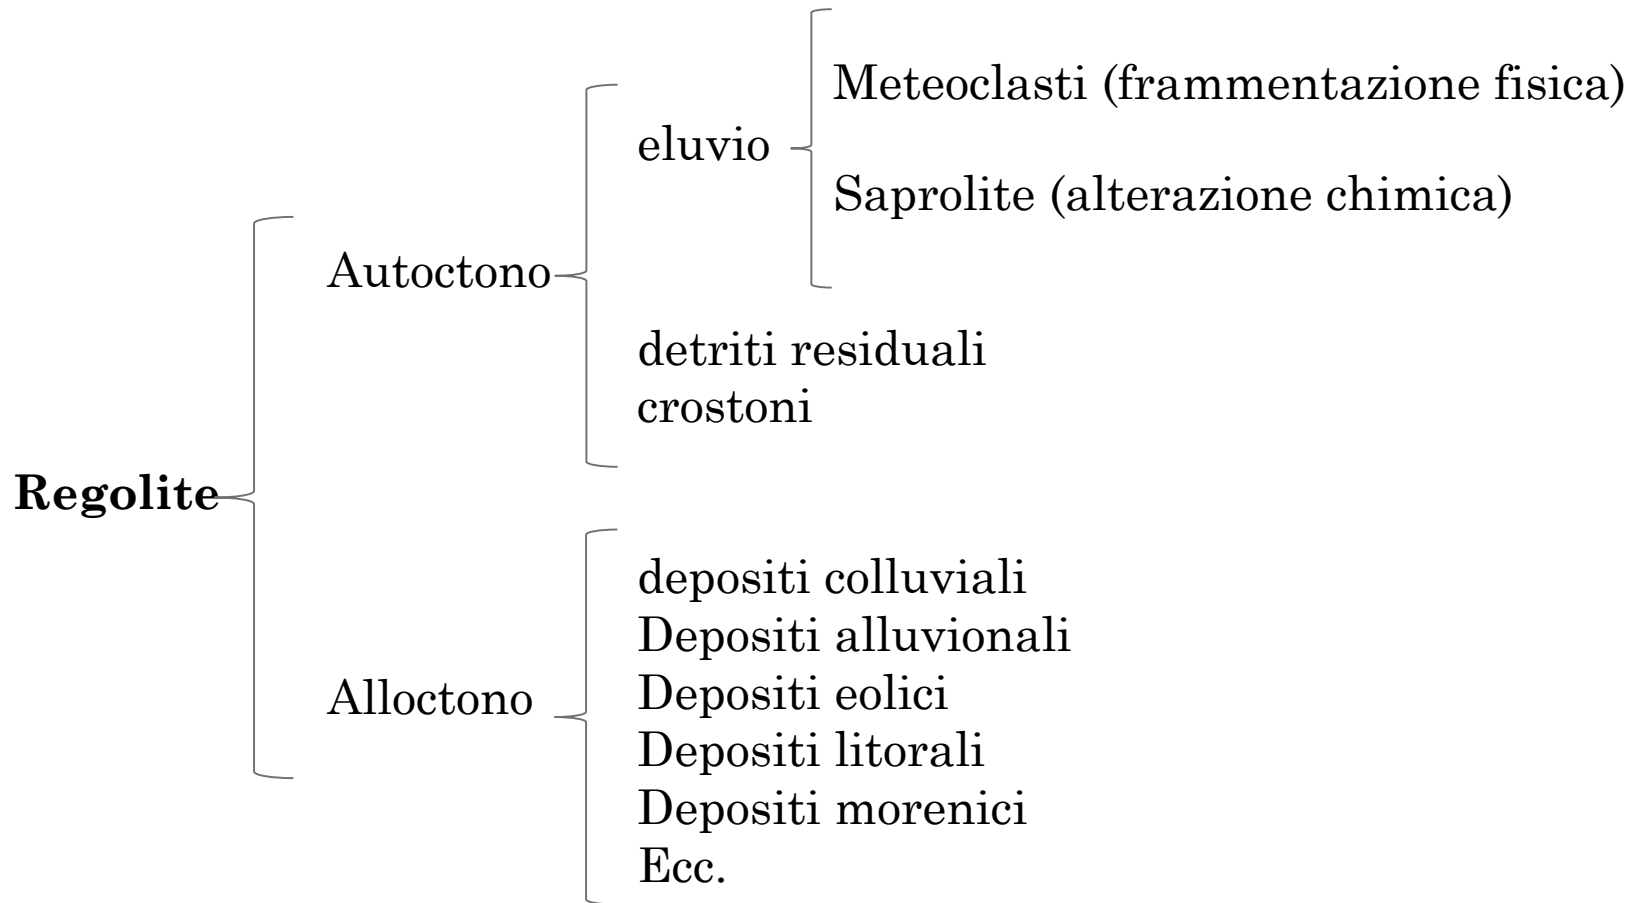 Regolite
Autoctono
eluvio
Meteoclasti (frammentazione fisica)
Saprolite (alterazione chimica)
detriti residuali
crostoni
Alloctono
depositi colluviali
Depositi alluvionali
Depositi eolici
Depositi litorali
Depositi morenici
Ecc.